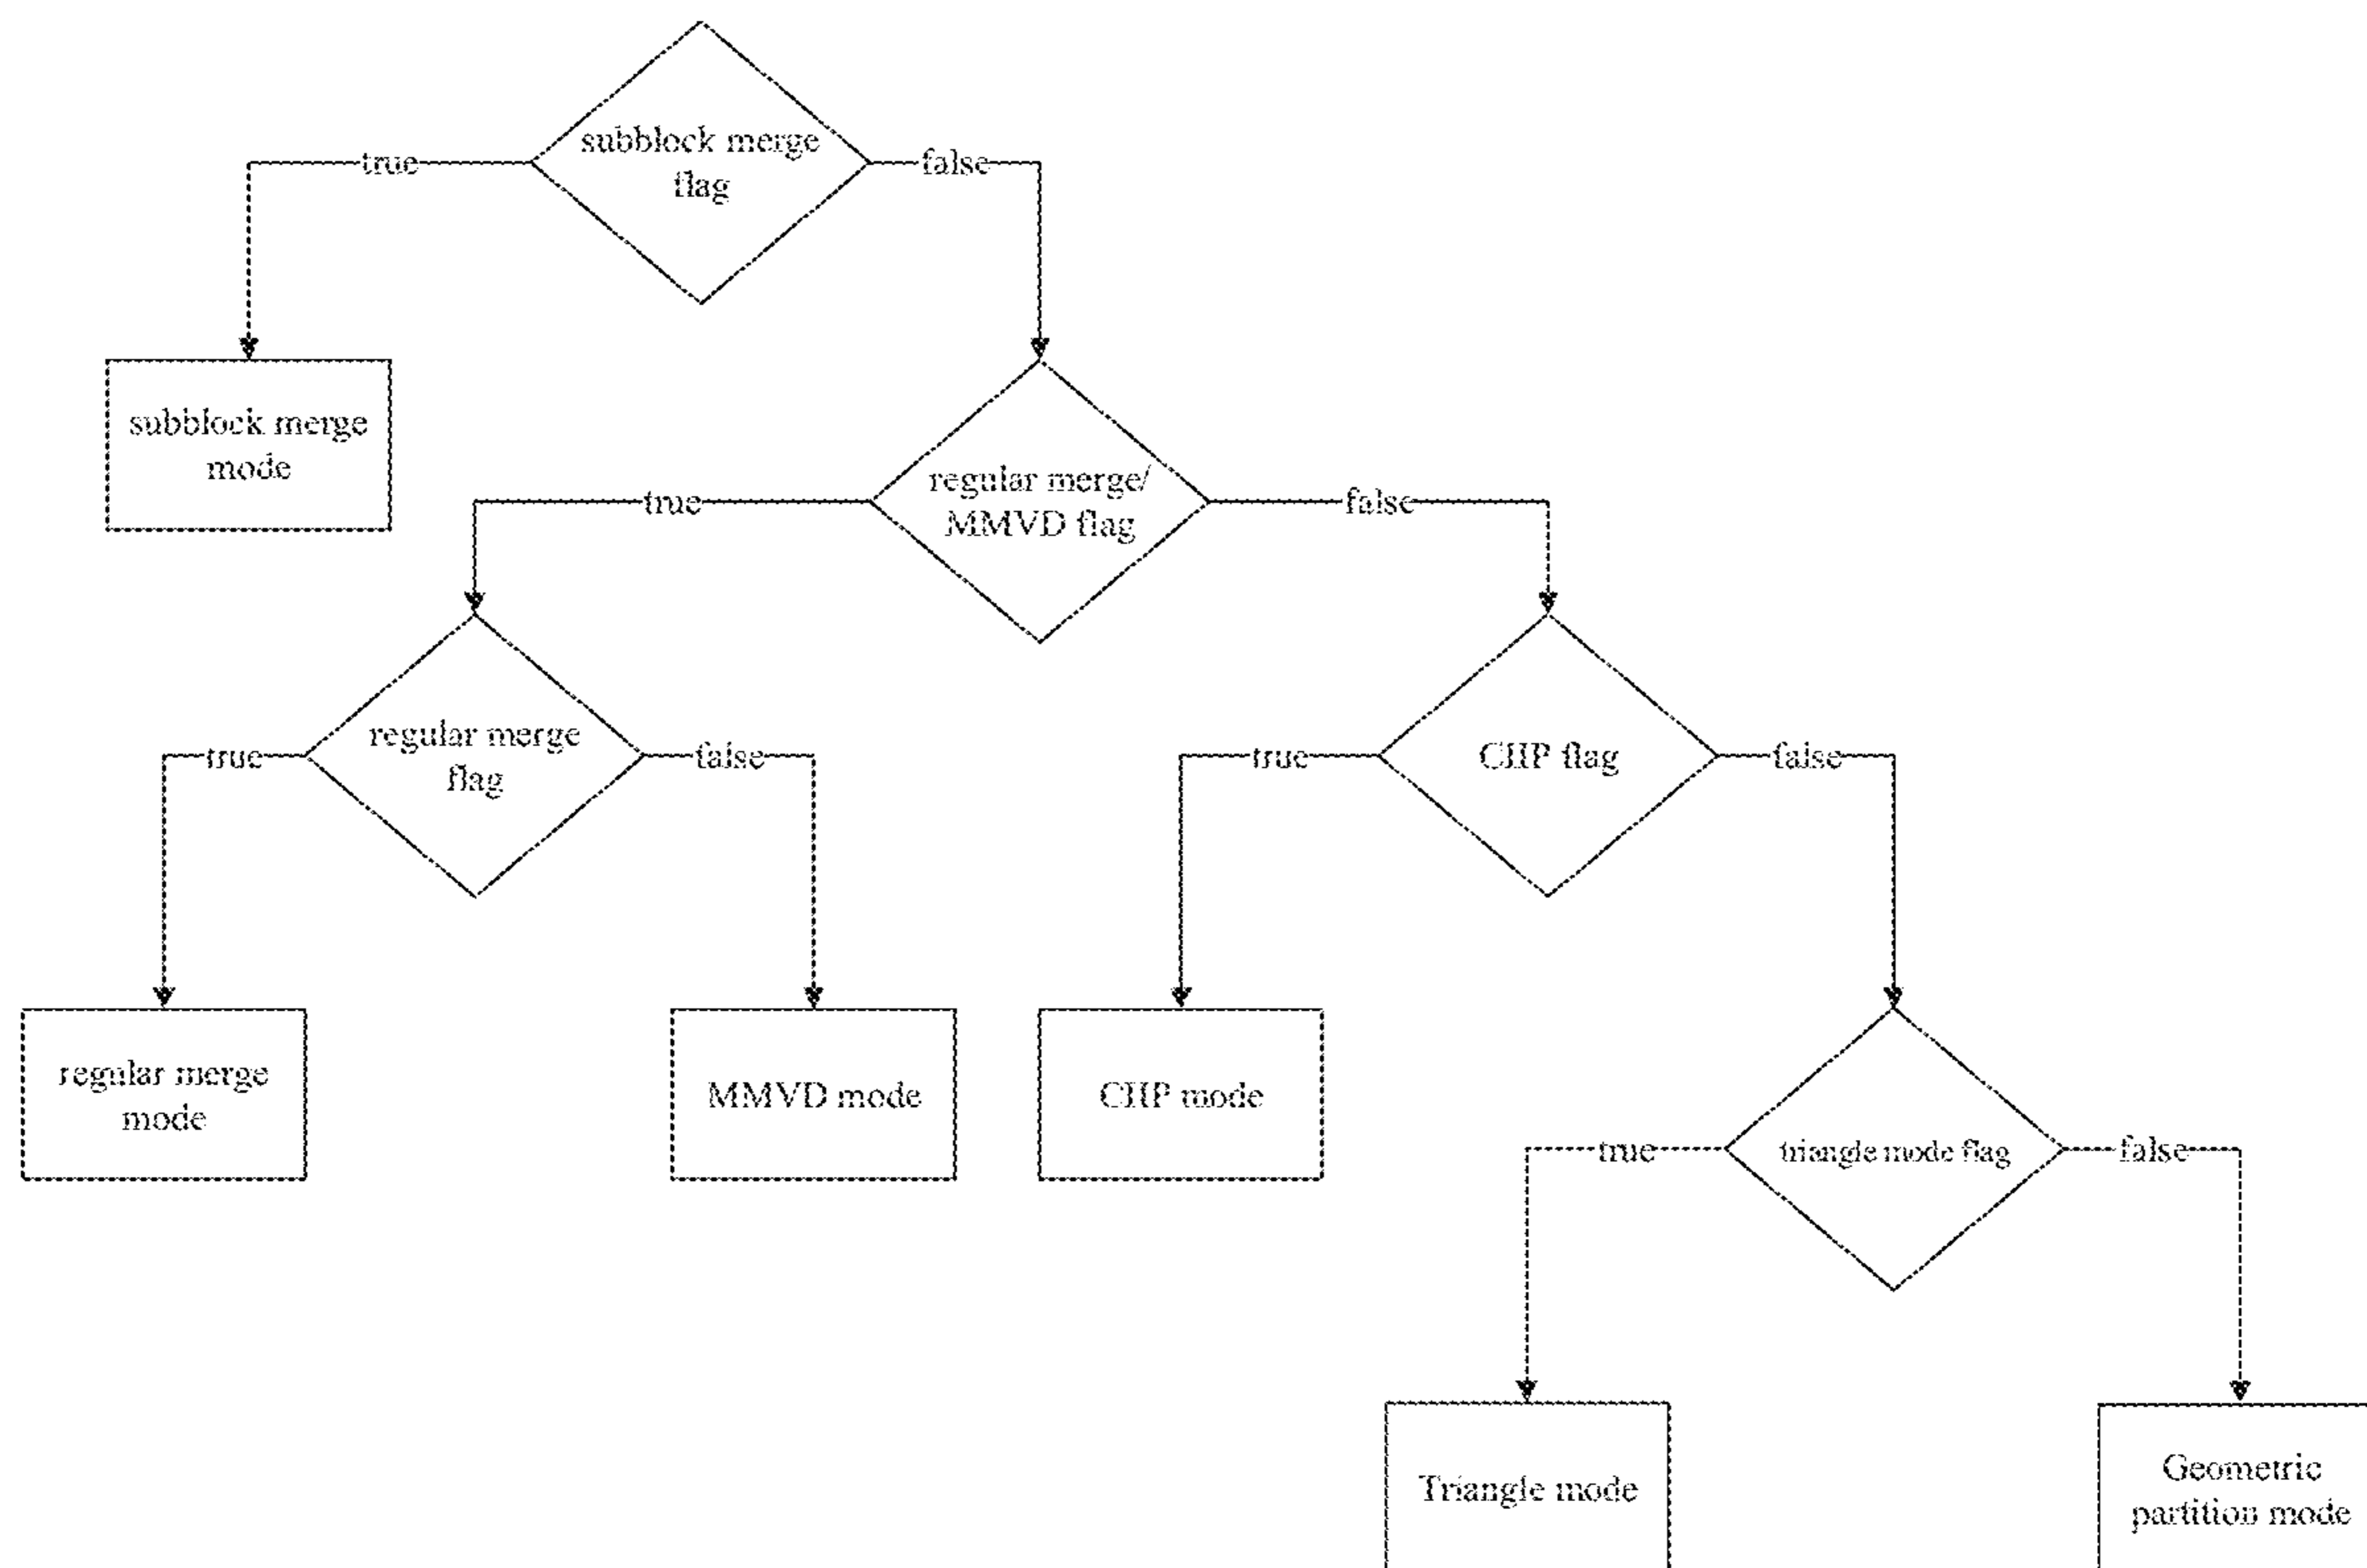 subblock merge
flag
true
false
subblock merge
mode
regular merge/
MMVD flag
true
false
regular merge
flag
true
false
CHP flag
true
false
regular merge
mode
MMVD mode
CHP mode
triangle mode flag
true
false
Triangle mode
Geometric
partition mode